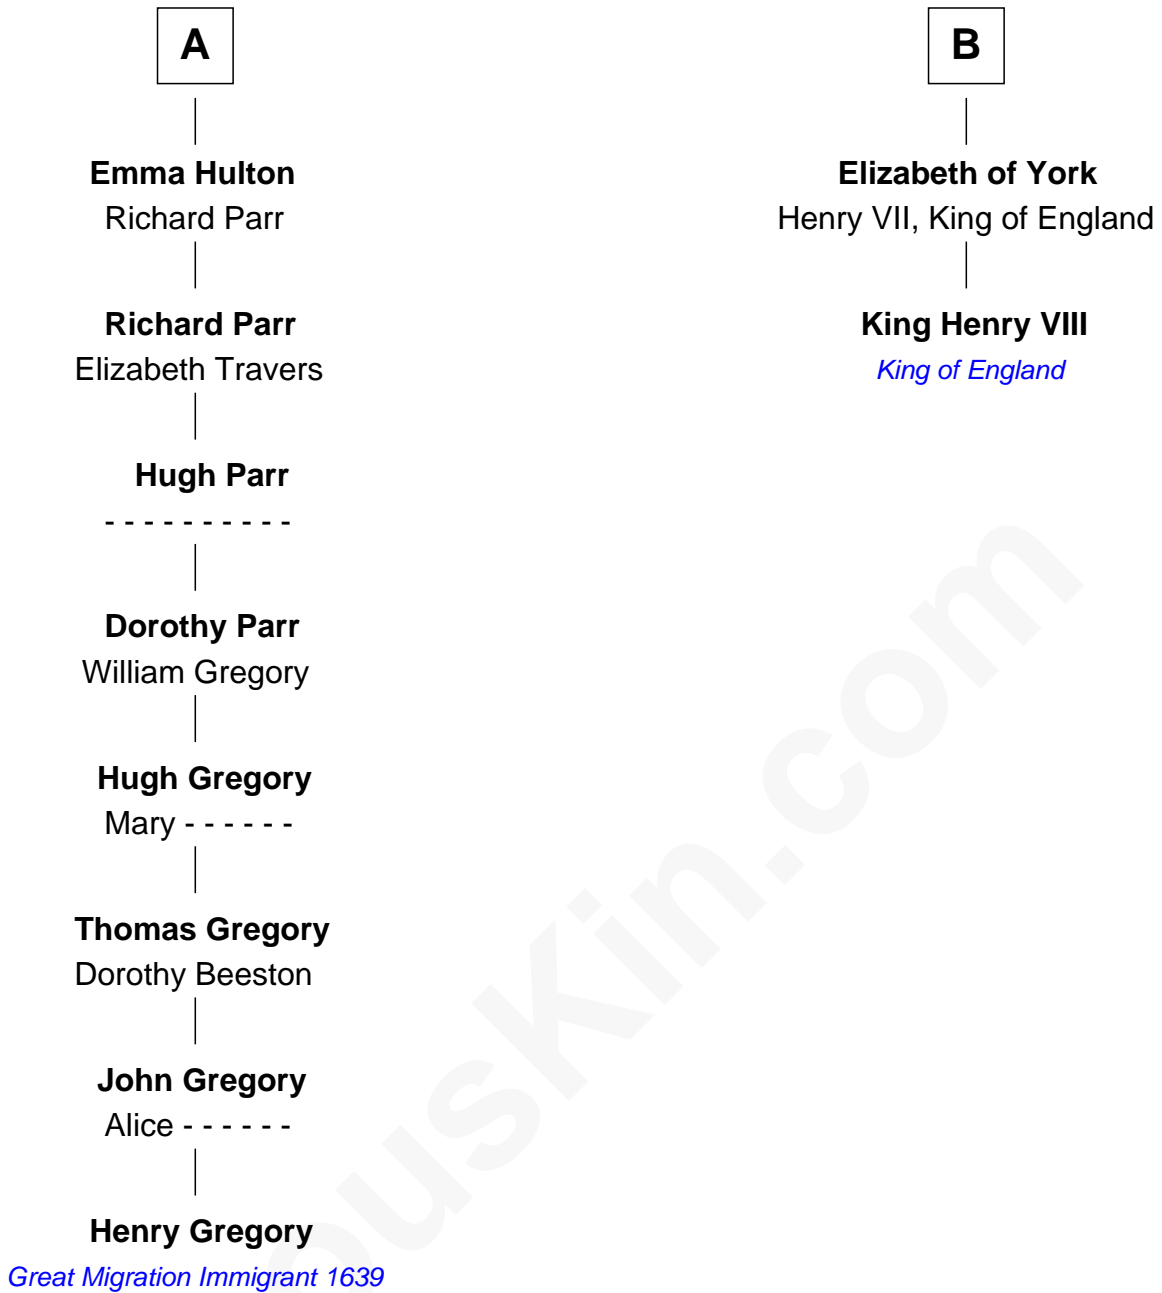 A
Emma Hulton
Richard Parr
Richard Parr
Elizabeth Travers
Hugh Parr
- - - - - - - - - -
Dorothy Parr
William Gregory
Hugh Gregory
Mary - - - - - -
Thomas Gregory
Dorothy Beeston
John Gregory
Alice - - - - - -
Henry Gregory
Great Migration Immigrant 1639
B
Elizabeth of York
Henry VII, King of England
King Henry VIII
King of England
ousKin.com